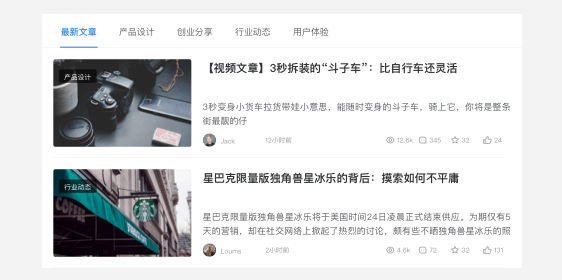 最新文章 产品设计 创业分享 行业动态 用户体验
产品设计
【视频文章】3秒拆装的“斗子车”：比自行车还灵活
3秒变身小货车拉货带娃小意思，能随时变身的斗子车，骑上它，你将是整条
街最靓的仔
Jack 12小时前 12.6k 345 32 24
行业动态
COFFEE
星巴克限量版独角兽星冰乐的背后：摸索如何不平庸
星巴克限量版独角兽星冰乐将于美国时间24日凌晨正式结束供应。为期仅有5
天的营销，却在社交网络上掀起了热烈的讨论，颇有些不晒独角兽星冰乐的照
Loums 2小时前 4.6k 72 32 131